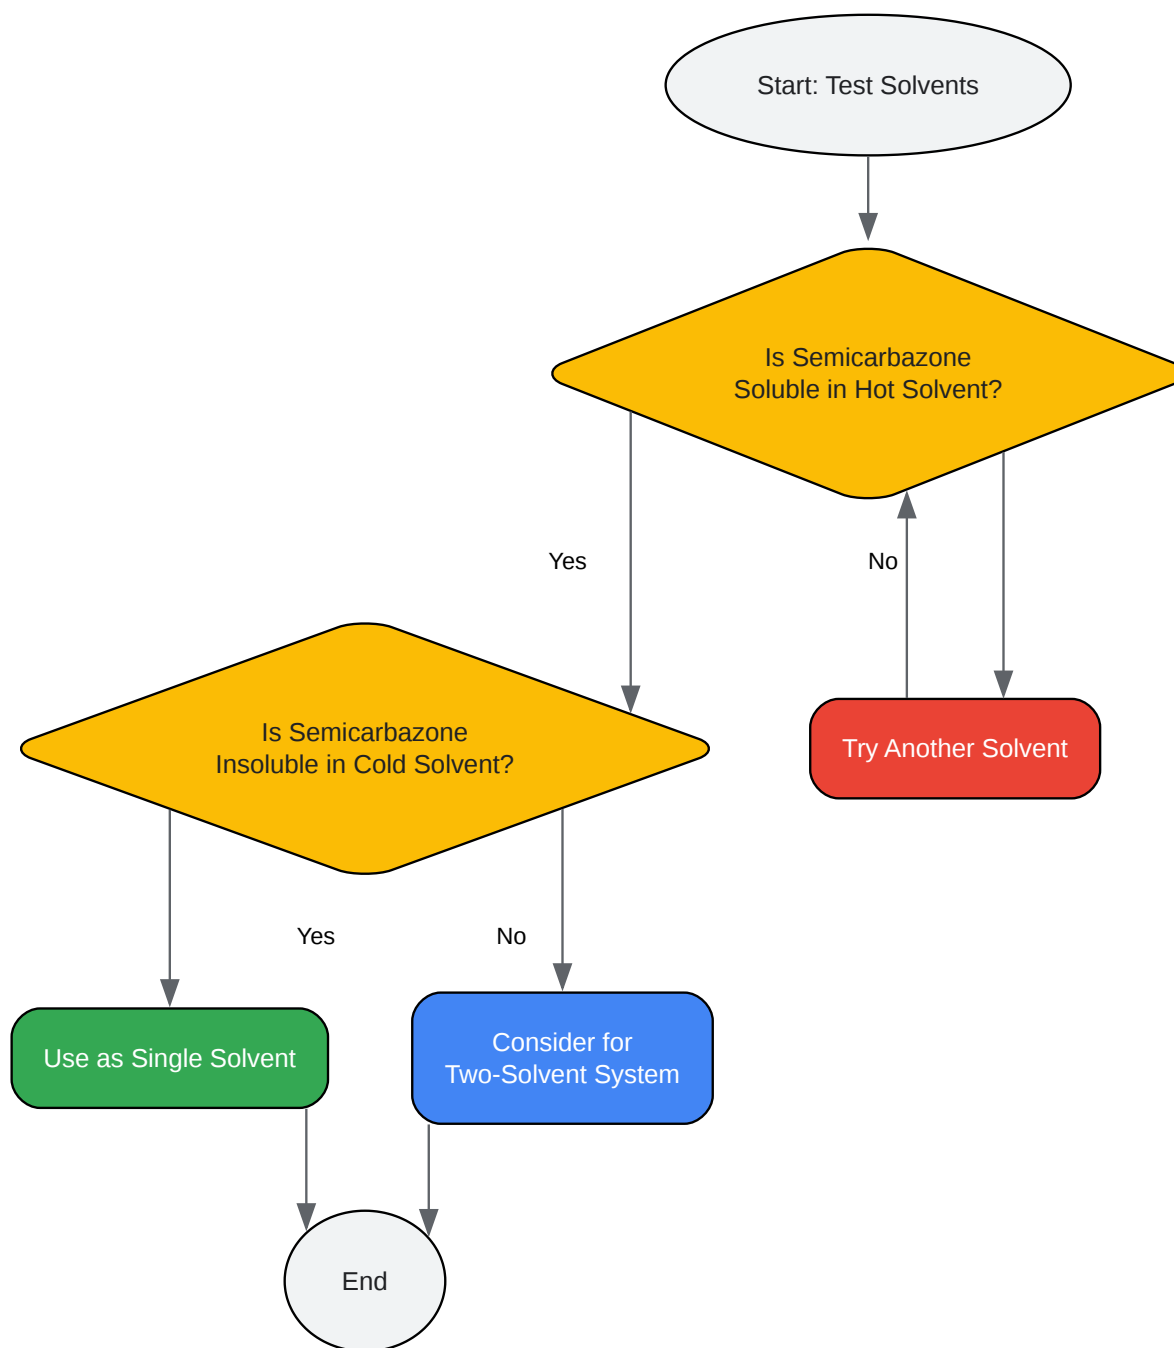 Start: Test Solvents
Is Semicarbazone
Soluble in Hot Solvent?
Yes
No
Is Semicarbazone
Insoluble in Cold Solvent?
Try Another Solvent
Yes
No
Use as Single Solvent
Consider for
Two-Solvent System
End